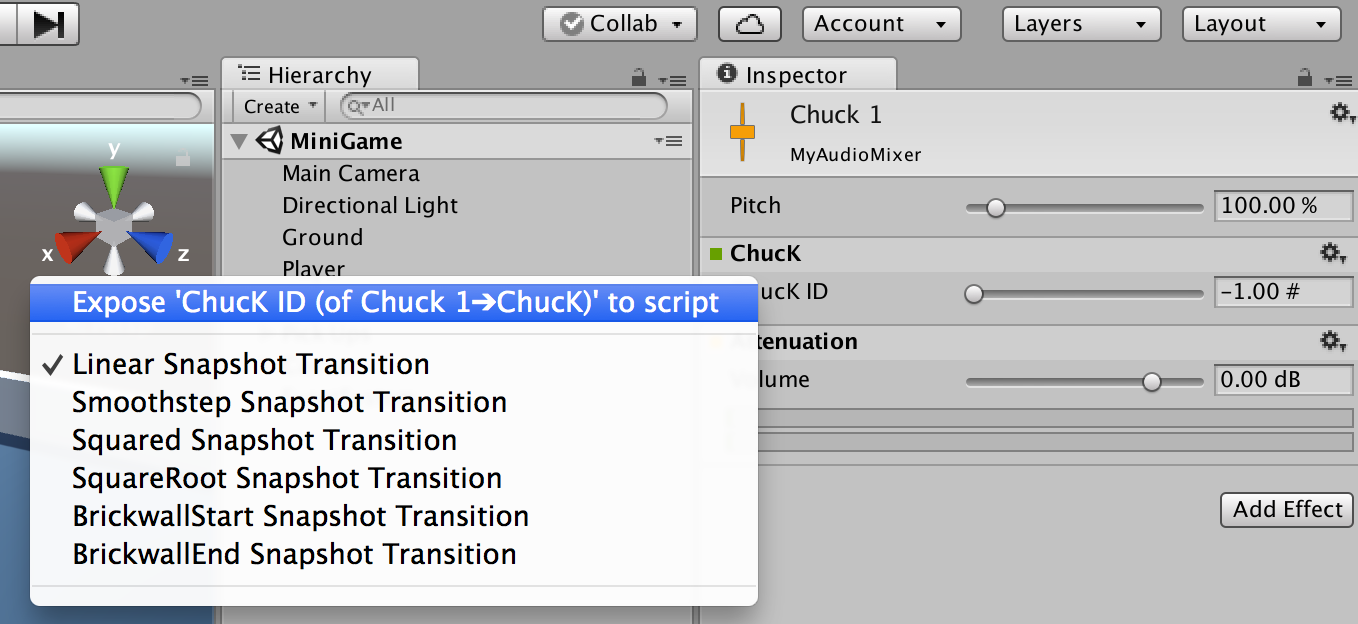 Collab
Account
Layers
Layout
Hierarchy
Inspector
Create
All
Chuck 1
MyAudioMixer
MiniGame
y
x
z
Main Camera
Directional Light
Ground
Player
Pitch
100.00 %
ChucK
ucK ID
-1.00 #
Attenuation
lume
0.00 dB
Add Effect
Expose 'ChucK ID (of Chuck 1➔ChucK)' to script
✓ Linear Snapshot Transition
Smoothstep Snapshot Transition
Squared Snapshot Transition
SquareRoot Snapshot Transition
BrickwallStart Snapshot Transition
BrickwallEnd Snapshot Transition